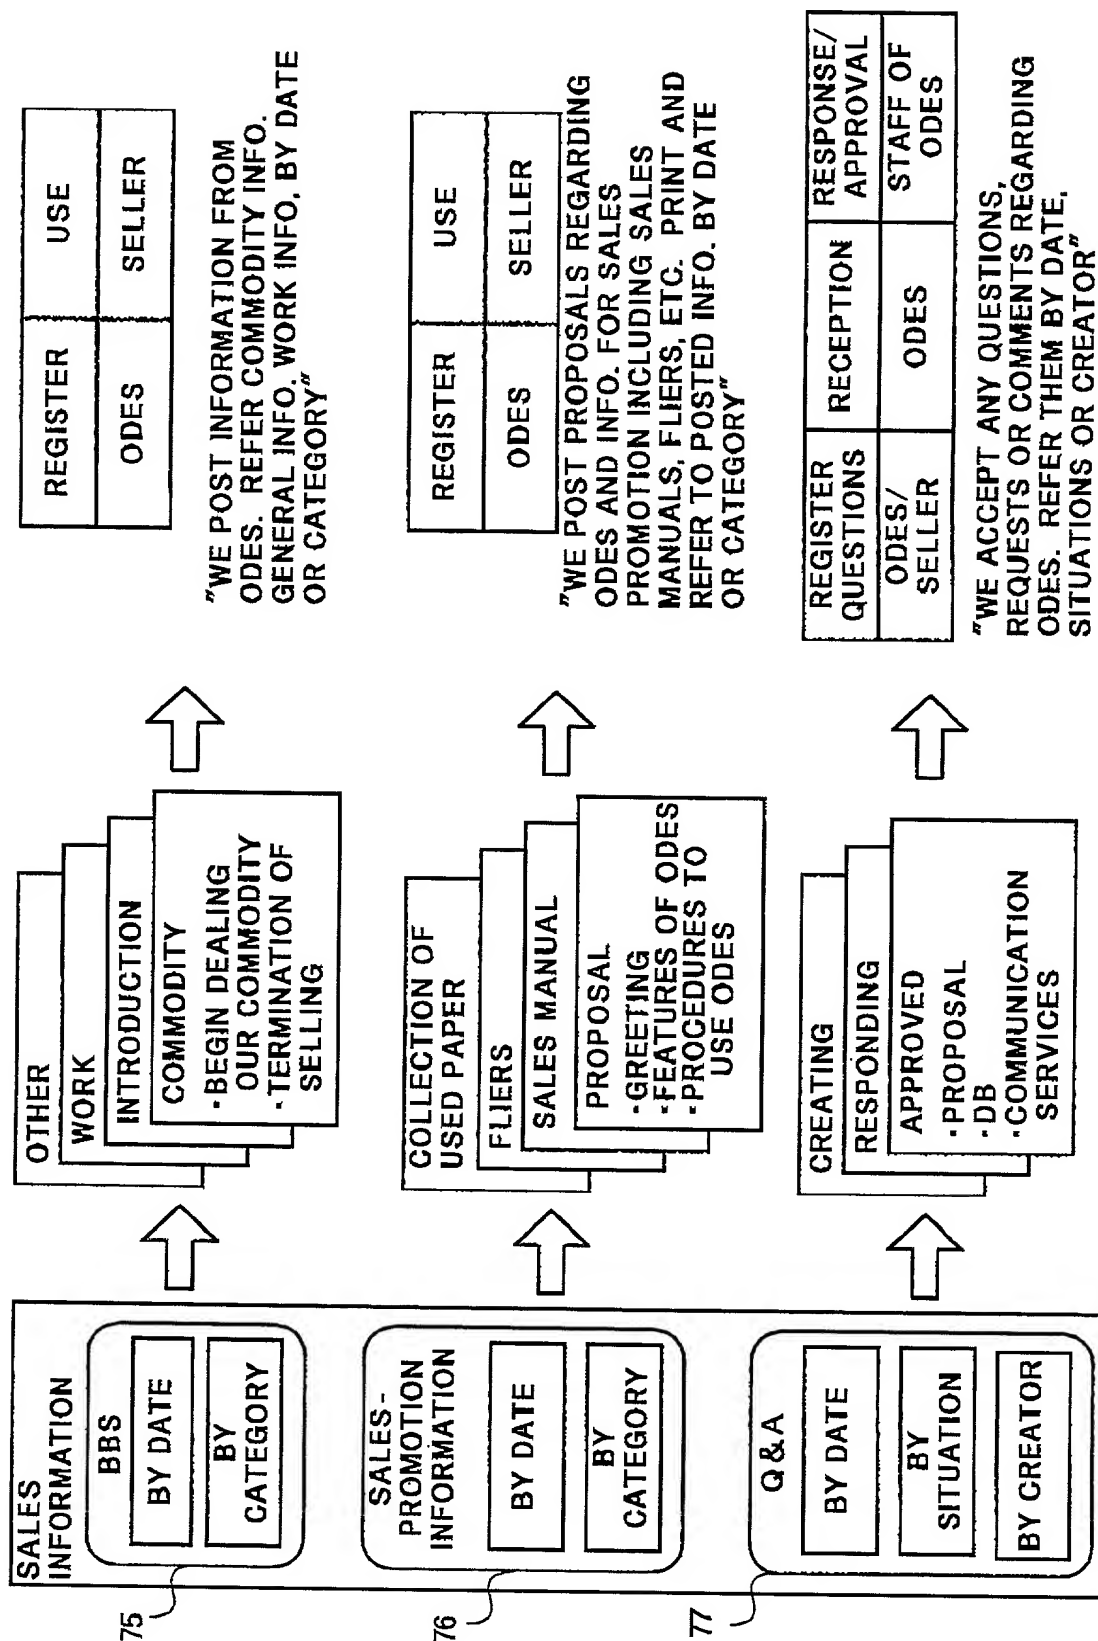 SALES
INFORMATION
75
BBS
BY DATE
BY
CATEGORY
OTHER
WORK
INTRODUCTION
COMMODITY
・BEGIN DEALING
OUR COMMODITY
・TERMINATION OF
SELLING
REGISTER
USE
ODES
SELLER
"WE POST INFORMATION FROM
ODES. REFER COMMODITY INFO.
GENERAL INFO. WORK INFO, BY DATE
OR CATEGORY"
76
SALES-
PROMOTION
INFORMATION
BY DATE
BY
CATEGORY
COLLECTION OF
USED PAPER
FLIERS
SALES MANUAL
PROPOSAL
・GREETING
・FEATURES OF ODES
・PROCEDURES TO
USE ODES
REGISTER
USE
ODES
SELLER
"WE POST PROPOSALS REGARDING
ODES AND INFO. FOR SALES
PROMOTION INCLUDING SALES
MANUALS, FLIERS, ETC. PRINT AND
REFER TO POSTED INFO. BY DATE
OR CATEGORY"
77
Q & A
BY DATE
BY
SITUATION
BY CREATOR
CREATING
RESPONDING
APPROVED
・PROPOSAL
・DB
・COMMUNICATION
SERVICES
REGISTER
QUESTIONS
RECEPTION
RESPONSE/
APPROVAL
ODES/
SELLER
ODES
STAFF OF
ODES
"WE ACCEPT ANY QUESTIONS,
REQUESTS OR COMMENTS REGARDING
ODES. REFER THEM BY DATE,
SITUATIONS OR CREATOR"